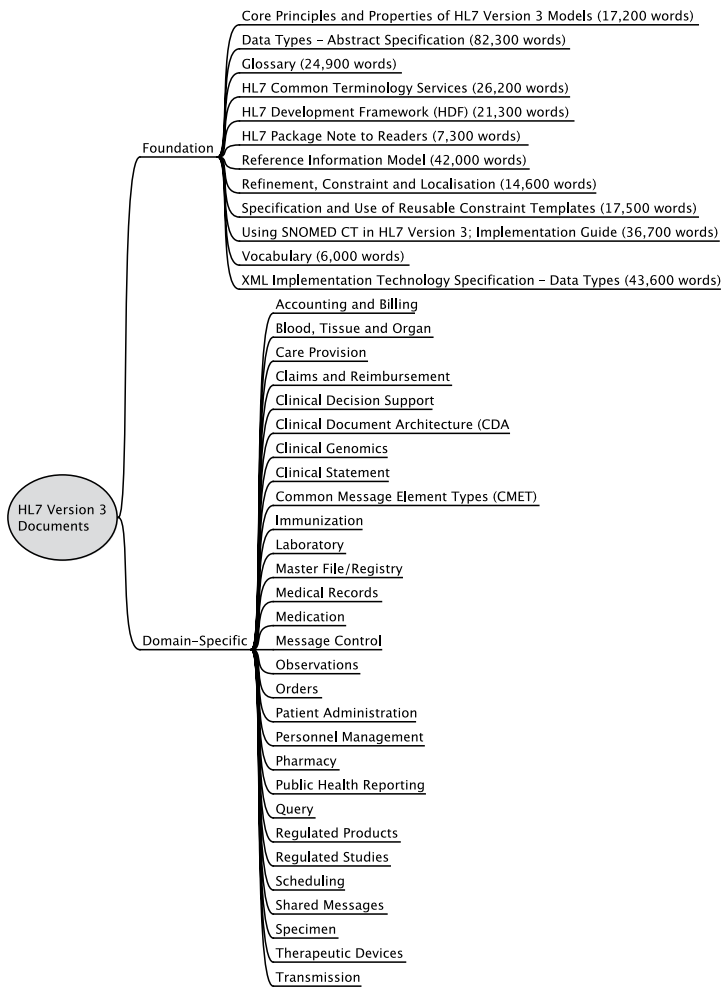 Core Principles and Properties of HL7 Version 3 Models (17,200 words)
Data Types – Abstract Specification (82,300 words)
Glossary (24,900 words)
HL7 Common Terminology Services (26,200 words)
HL7 Development Framework (HDF) (21,300 words)
HL7 Package Note to Readers (7,300 words)
Foundation
Reference Information Model (42,000 words)
Refinement, Constraint and Localisation (14,600 words)
Specification and Use of Reusable Constraint Templates (17,500 words)
Using SNOMED CT in HL7 Version 3; Implementation Guide (36,700 words)
Vocabulary (6,000 words)
XML Implementation Technology Specification – Data Types (43,600 words)
Accounting and Billing
Blood, Tissue and Organ
Care Provision
Claims and Reimbursement
Clinical Decision Support
Clinical Document Architecture (CDA
Clinical Genomics
Clinical Statement
Common Message Element Types (CMET)
HL7 Version 3
Documents
Immunization
Laboratory
Master File/Registry
Medical Records
Medication
Domain–Specific
Message Control
Observations
Orders
Patient Administration
Personnel Management
Pharmacy
Public Health Reporting
Query
Regulated Products
Regulated Studies
Scheduling
Shared Messages
Specimen
Therapeutic Devices
Transmission